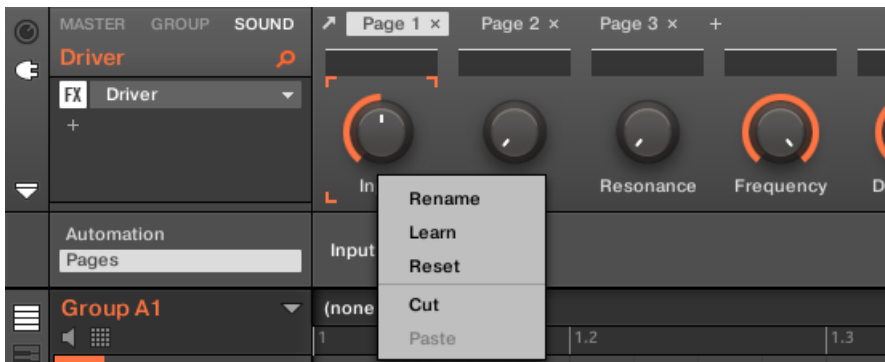 MASTER GROUP SOUND
Page 1 × Page 2 × Page 3 × +
Driver
FX Driver
+
Resonance Frequency
Rename
Learn
Reset
Cut
Paste
Automation
Pages
Input
Group A1
(none
1 1.2 1.3